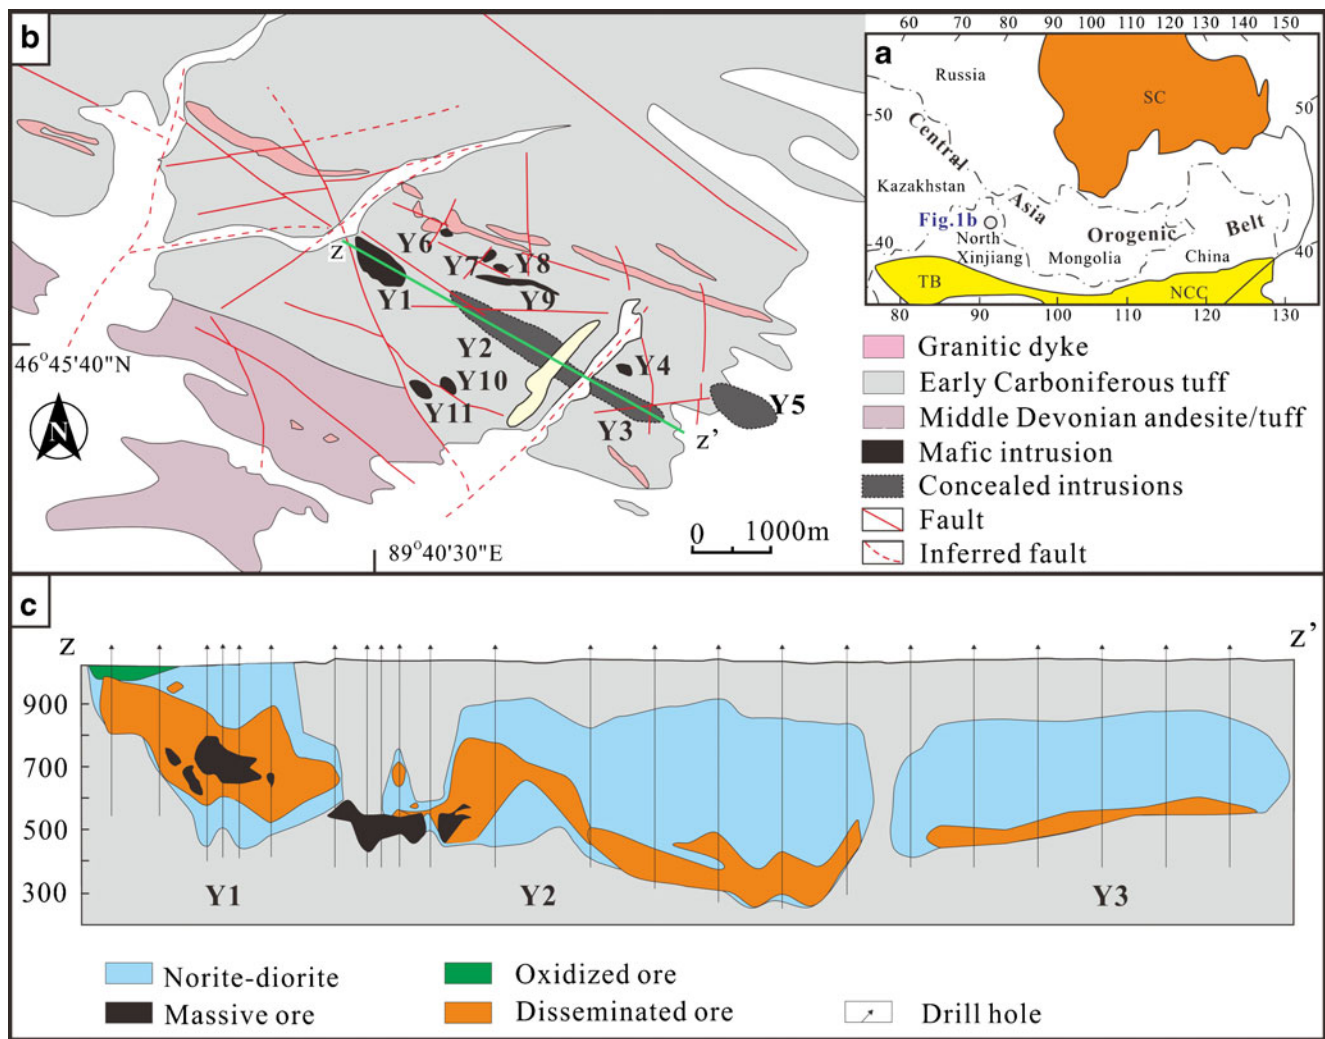 b
Y6
Y7
Y8
Y9
z
Y1
Y2
Y4
Y10
Y11
Y5
Y3
z'
46°45'40"N
N
89°40'30"E
0 1000m
60 70 80 90 100 110 120 130 140 150
a
Russia
SC
50
50
Central
Kazakhstan
Asia
Fig.1b
Orogenic
Belt
40
40
North
Xinjiang
Mongolia
China
TB
NCC
80 90 100 110 120 130
Granitic dyke
Early Carboniferous tuff
Middle Devonian andesite/tuff
Mafic intrusion
Concealed intrusions
Fault
Inferred fault
c
z
z'
900
700
500
300
Y1
Y2
Y3
Norite-diorite
Oxidized ore
Massive ore
Disseminated ore
Drill hole